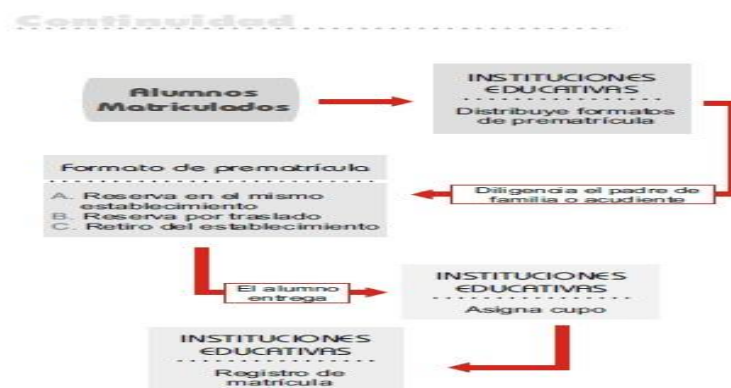 Continuidad
Alumnos
Matriculados
INSTITUCIONES
EDUCATIVAS
Distribuye formatos
de prematrícula
Formato de prematrícula
A. Reserva en el mismo
establecimiento
B. Reserva por traslado
C. Retiro del establecimiento
Diligencia el padre de
familia o acudiente
El alumno
entrega
INSTITUCIONES
EDUCATIVAS
Asigna cupo
INSTITUCIONES
EDUCATIVAS
Registro de
matrícula